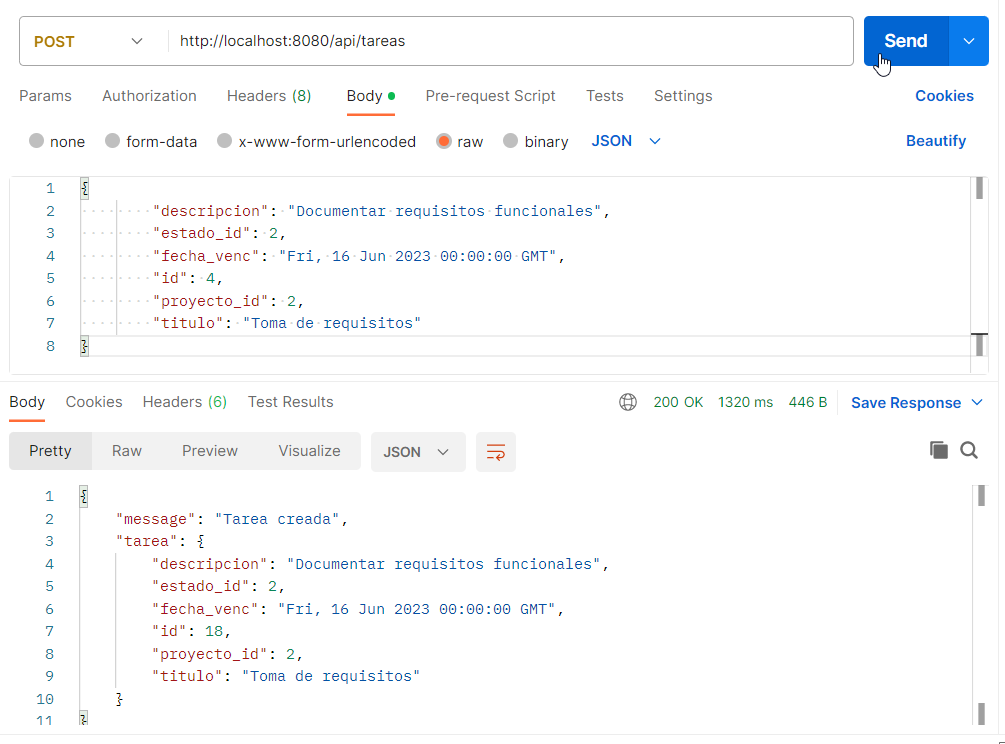 POST http://localhost:8080/api/tareas Send
Params Authorization Headers (8) Body Pre-request Script Tests Settings Cookies
none form-data x-www-form-urlencoded raw binary JSON Beautify
1 {
2 "descripcion": "Documentar requisitos funcionales",
3 "estado_id": 2,
4 "fecha_venc": "Fri, 16 Jun 2023 00:00:00 GMT",
5 "id": 4,
6 "proyecto_id": 2,
7 "titulo": "Toma de requisitos"
8 }
Body Cookies Headers (6) Test Results 200 OK 1320 ms 446 B Save Response
Pretty Raw Preview Visualize JSON
1 {
2 "message": "Tarea creada",
3 "tarea": {
4 "descripcion": "Documentar requisitos funcionales",
5 "estado_id": 2,
6 "fecha_venc": "Fri, 16 Jun 2023 00:00:00 GMT",
7 "id": 18,
8 "proyecto_id": 2,
9 "titulo": "Toma de requisitos"
10 }
11 }